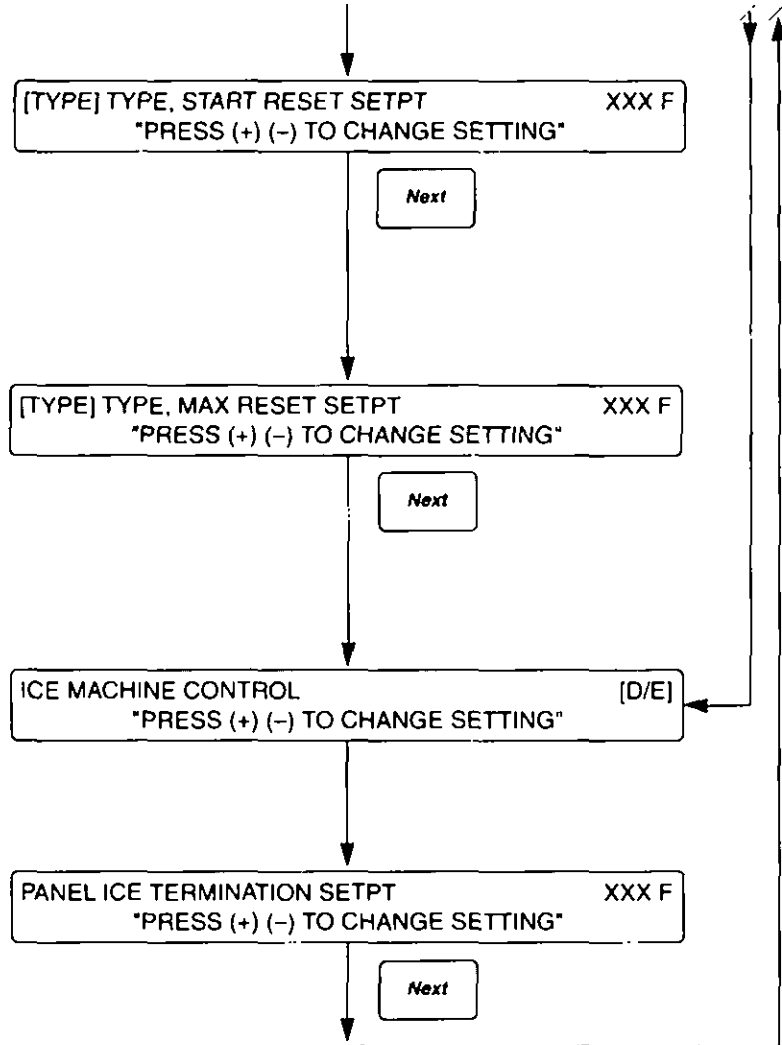 [TYPE] TYPE, START RESET SETPT XXX F
"PRESS (+) (−) TO CHANGE SETTING"
Next
[TYPE] TYPE, MAX RESET SETPT XXX F
"PRESS (+) (−) TO CHANGE SETTING"
Next
ICE MACHINE CONTROL [D/E]
"PRESS (+) (−) TO CHANGE SETTING"
PANEL ICE TERMINATION SETPT XXX F
"PRESS (+) (−) TO CHANGE SETTING"
Next